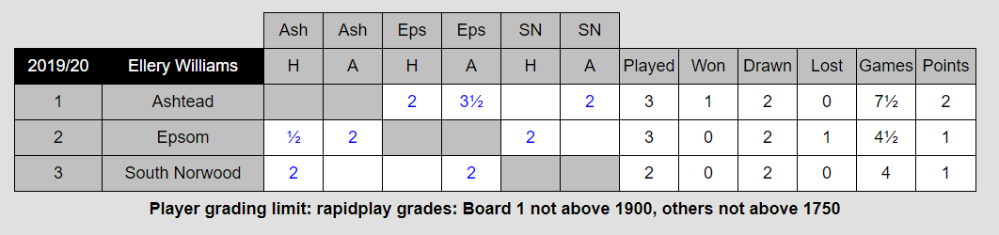 Ash Ash Eps Eps SN SN
2019/20 Ellery Williams H A H A H A Played Won Drawn Lost Games Points
1 Ashtead 2 3½ 2 3 1 2 0 7½ 2
2 Epsom ½ 2 2 3 0 2 1 4½ 1
3 South Norwood 2 2 2 0 2 0 4 1
Player grading limit: rapidplay grades: Board 1 not above 1900, others not above 1750